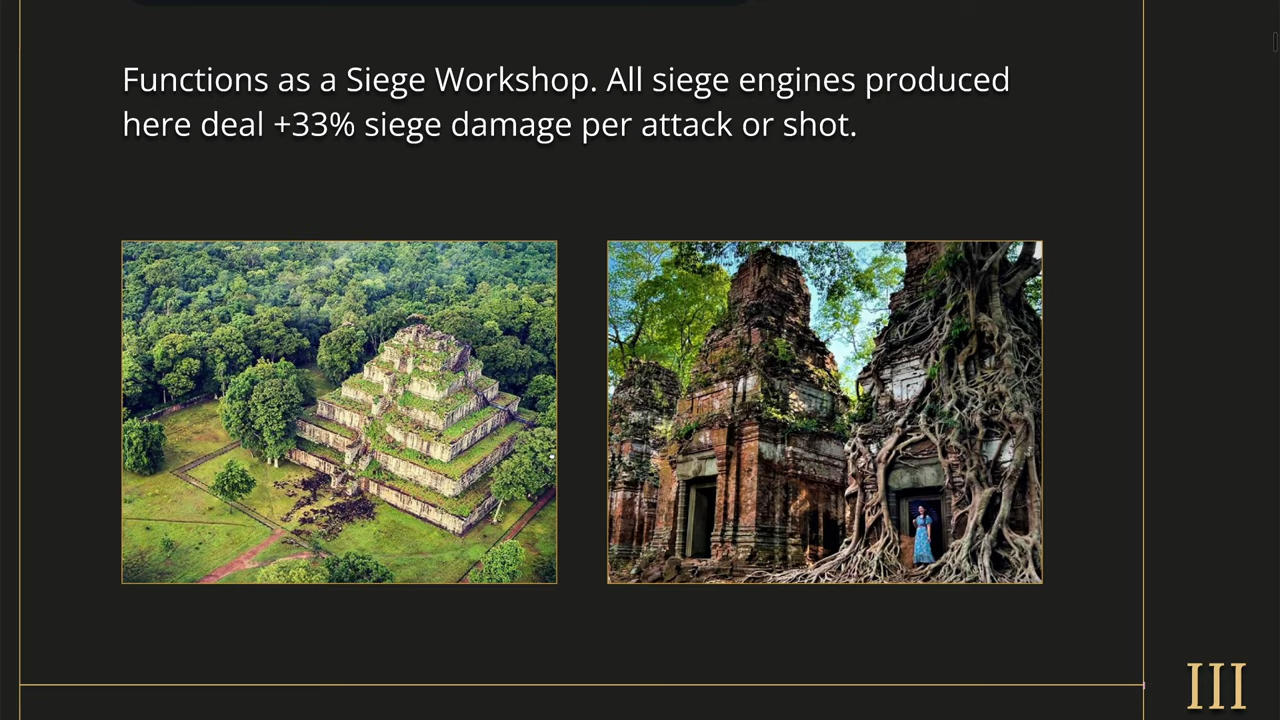 Functions as a Siege Workshop. All siege engines produced
here deal +33% siege damage per attack or shot.
III